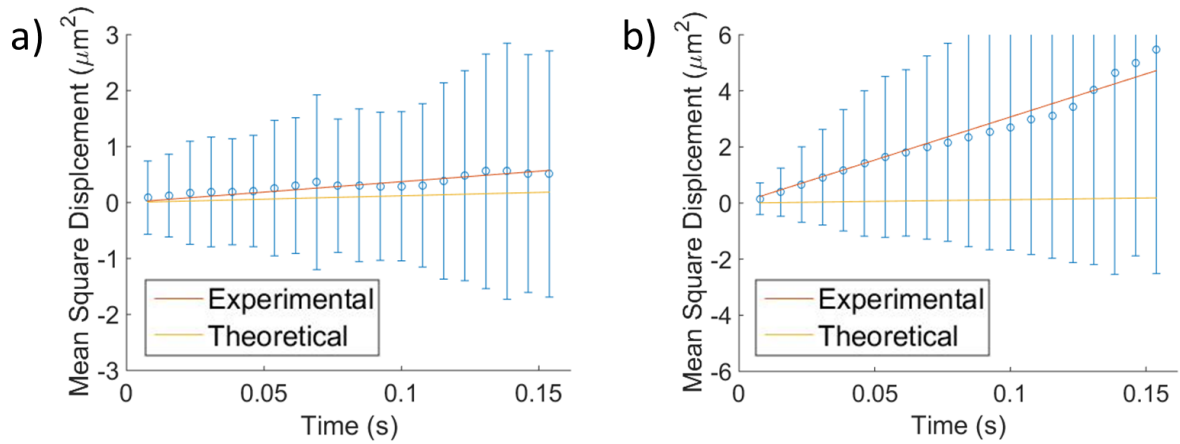 a)
Mean Square Displcement (μm²)
3
2
1
0
-1
-2
-3
Experimental
Theoretical
0
0.05
0.1
0.15
Time (s)
b)
Mean Square Displcement (μm²)
6
4
2
0
-2
-4
-6
Experimental
Theoretical
0
0.05
0.1
0.15
Time (s)